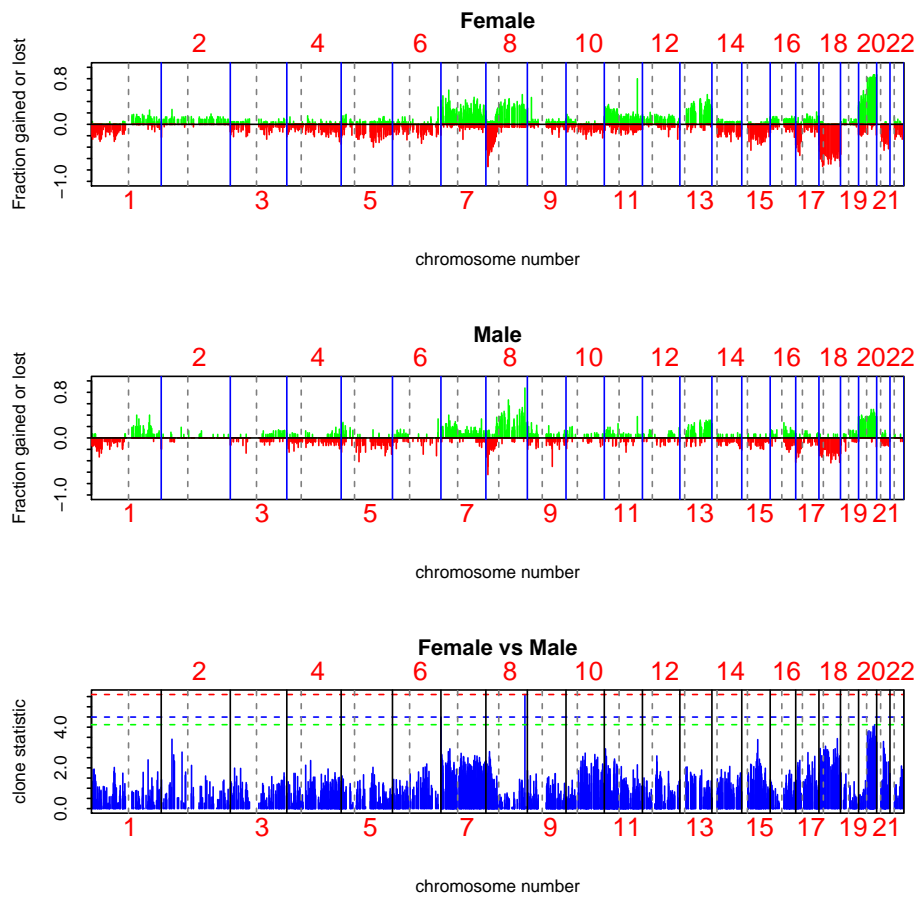 Female
2 4 6 8 10 12 14 16 18 20 22
Fraction gained or lost
0.8
0.0
−1.0
1 3 5 7 9 11 13 15 17 19 21
chromosome number
Male
2 4 6 8 10 12 14 16 18 20 22
Fraction gained or lost
0.8
0.0
−1.0
1 3 5 7 9 11 13 15 17 19 21
chromosome number
Female vs Male
2 4 6 8 10 12 14 16 18 20 22
clone statistic
4.0
2.0
0.0
1 3 5 7 9 11 13 15 17 19 21
chromosome number